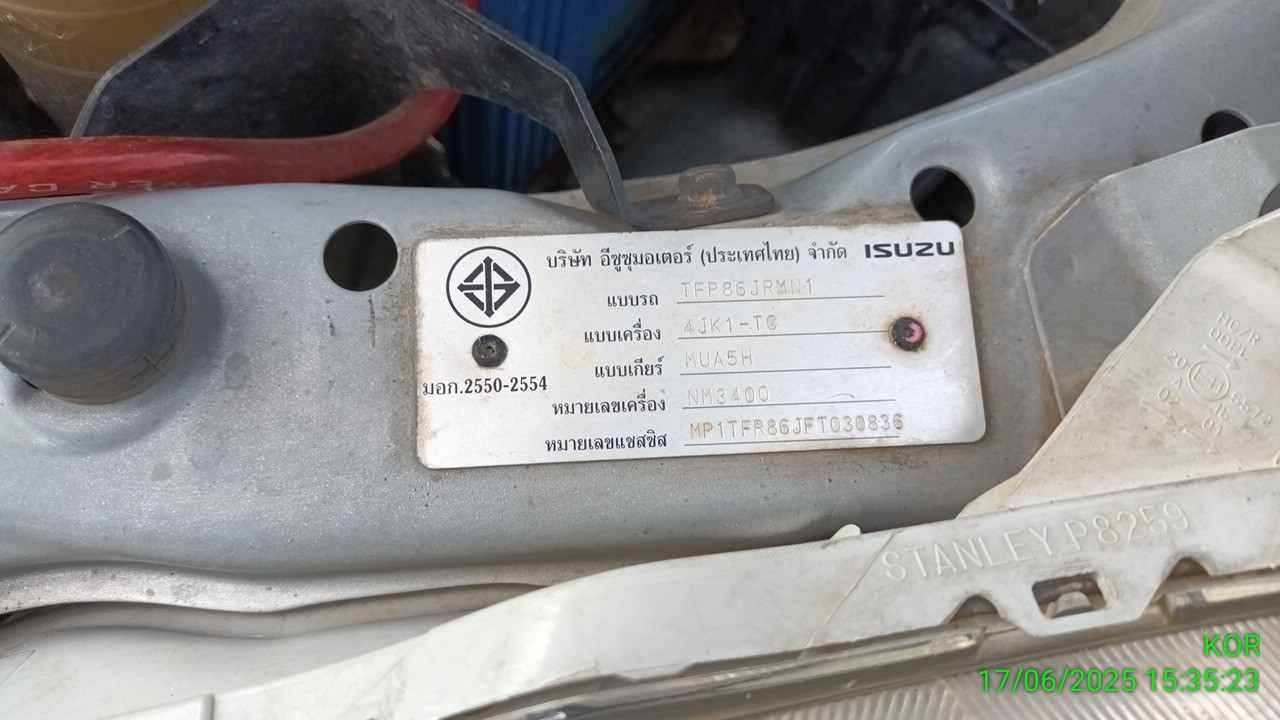 WER CA
บริษัท อีซูซุมอเตอร์ (ประเทศไทย) จำกัด ISUZU
แบบรถ TFR86JRMN1
แบบเครื่อง 4JK1-TC
แบบเกียร์ MUA5H
มอก.2550-2554
หมายเลขเครื่อง NM3400
หมายเลขแชสซิส MP1TFR86JFT030836
HC/R
STANLEY P8259
KOR
17/06/2025 15:35:23